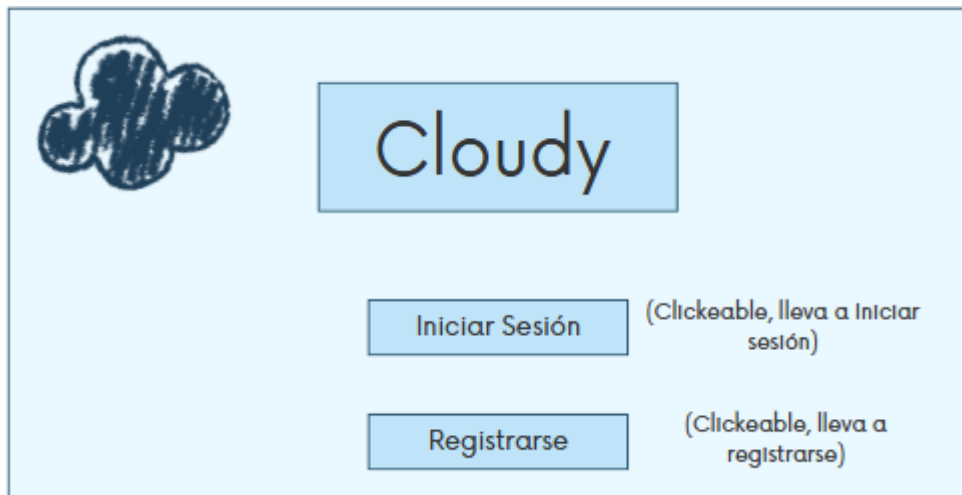 Cloudy
Iniciar Sesión
(Clickeable, lleva a iniciar
sesión)
Registrarse
(Clickeable, lleva a
registrarse)